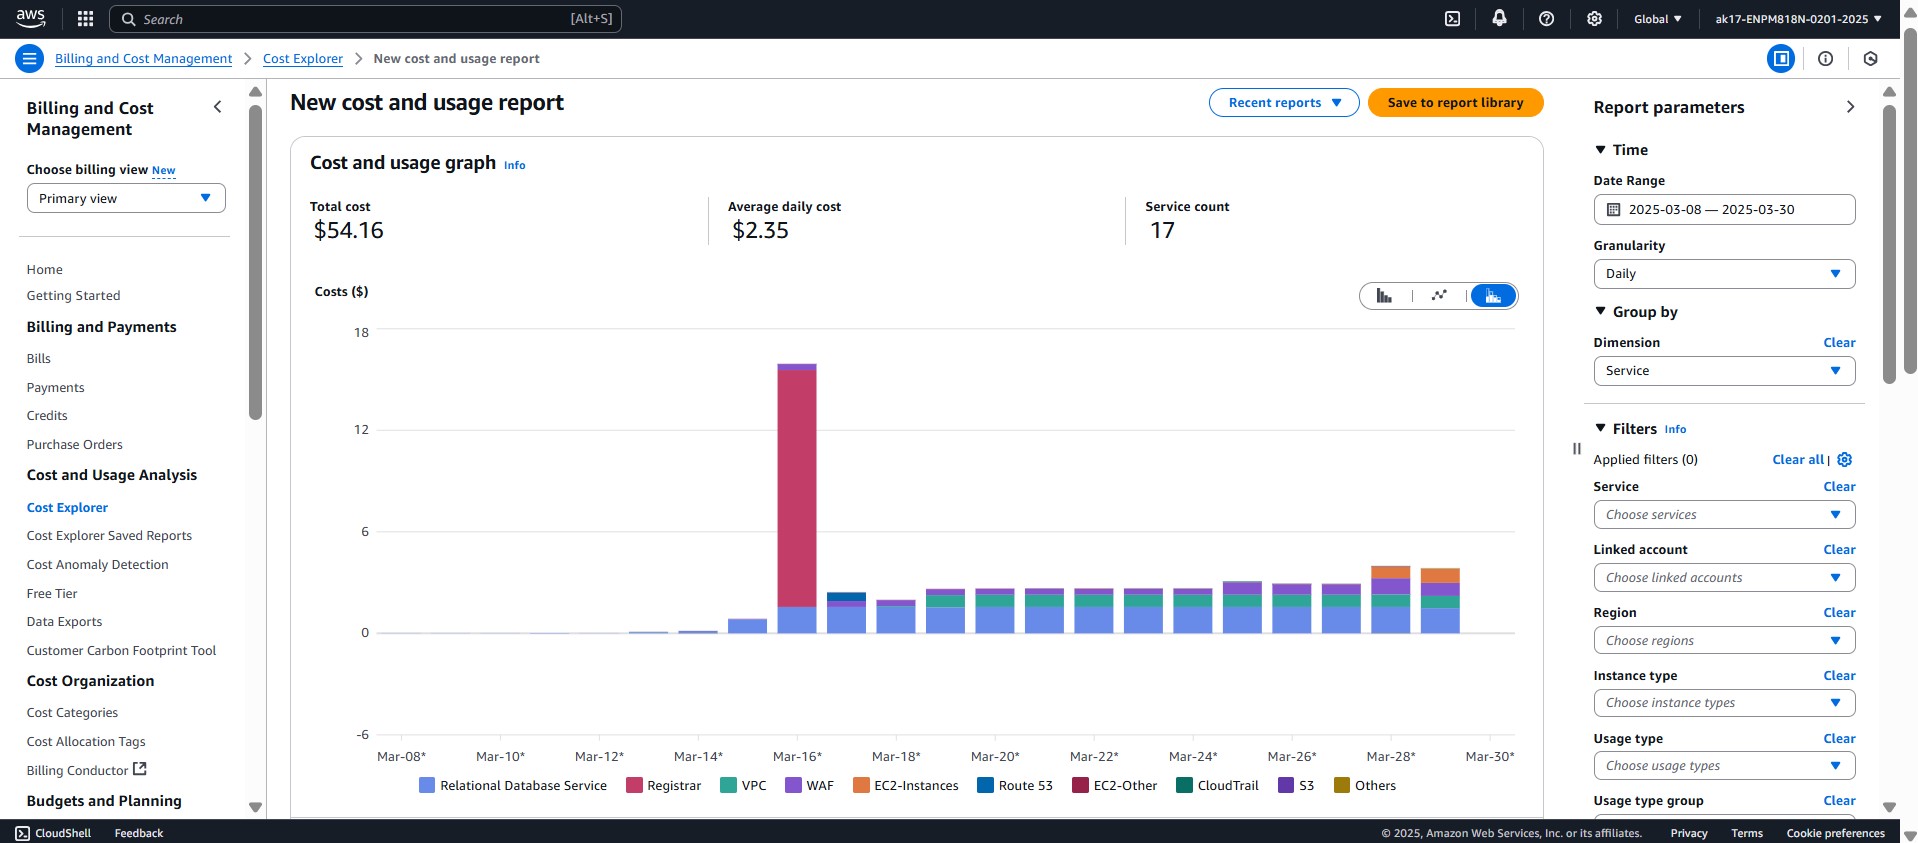 aws
Search
[Alt+S]
Global
ak17-ENPM818N-0201-2025
Billing and Cost Management
Cost Explorer
New cost and usage report
Billing and Cost
Management
Choose billing view New
Primary view
Home
Getting Started
Billing and Payments
Bills
Payments
Credits
Purchase Orders
Cost and Usage Analysis
Cost Explorer
Cost Explorer Saved Reports
Cost Anomaly Detection
Free Tier
Data Exports
Customer Carbon Footprint Tool
Cost Organization
Cost Categories
Cost Allocation Tags
Billing Conductor
Budgets and Planning
New cost and usage report
Recent reports
Save to report library
Cost and usage graph Info
Total cost
$54.16
Average daily cost
$2.35
Service count
17
Costs ($)
18
12
6
0
-6
Mar-08* Mar-10* Mar-12* Mar-14* Mar-16* Mar-18* Mar-20* Mar-22* Mar-24* Mar-26* Mar-28* Mar-30*
Relational Database Service Registrar VPC WAF EC2-Instances Route 53 EC2-Other CloudTrail S3 Others
Report parameters
Time
Date Range
2025-03-08 — 2025-03-30
Granularity
Daily
Group by
Dimension Clear
Service
Filters Info
Applied filters (0) Clear all |
Service Clear
Choose services
Linked account Clear
Choose linked accounts
Region Clear
Choose regions
Instance type Clear
Choose instance types
Usage type Clear
Choose usage types
Usage type group Clear
CloudShell Feedback
© 2025, Amazon Web Services, Inc. or its affiliates. Privacy Terms Cookie preferences